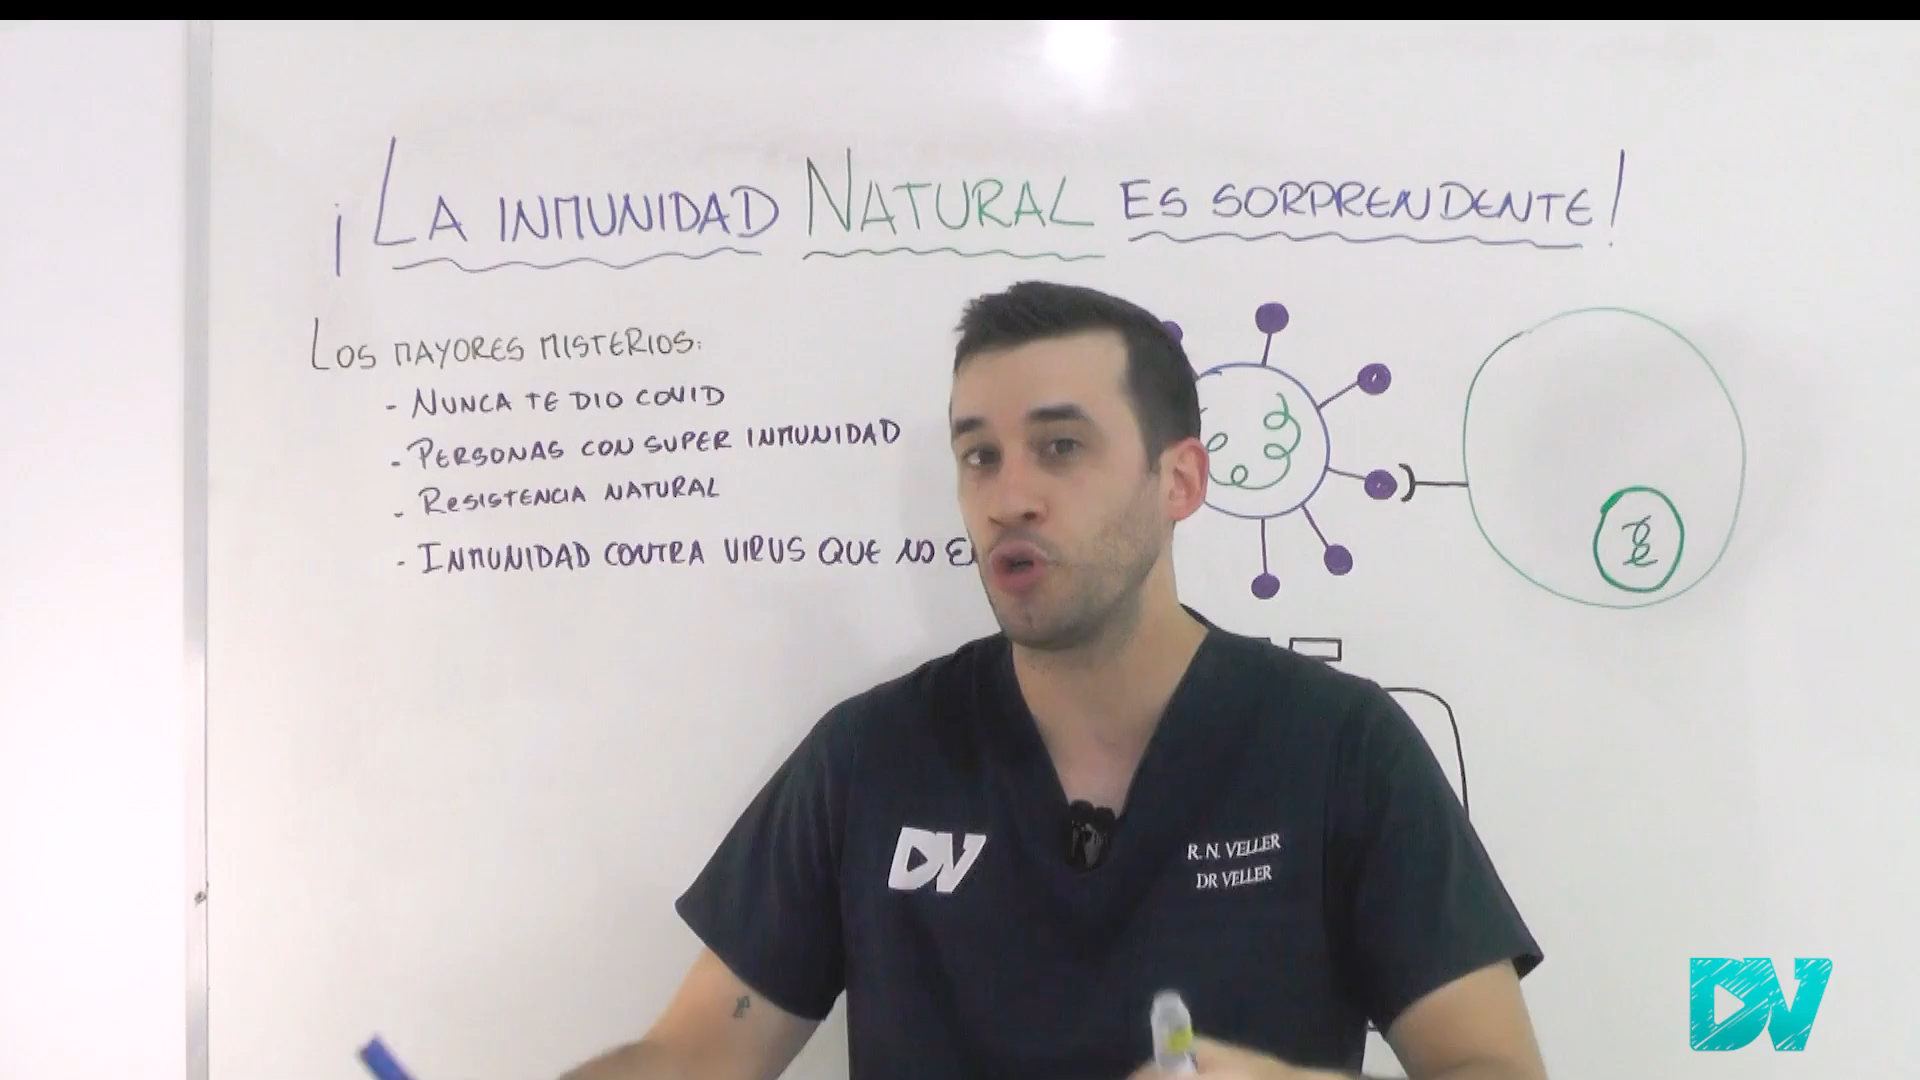 ¡LA INMUNIDAD NATURAL ES SORPRENDENTE!
LOS MAYORES MISTERIOS:
- NUNCA TE DIO COVID
- PERSONAS CON SUPER INMUNIDAD
- RESISTENCIA NATURAL
- INMUNIDAD CONTRA VIRUS QUE NO
DV
R. N. VELLER
DR VELLER
DV